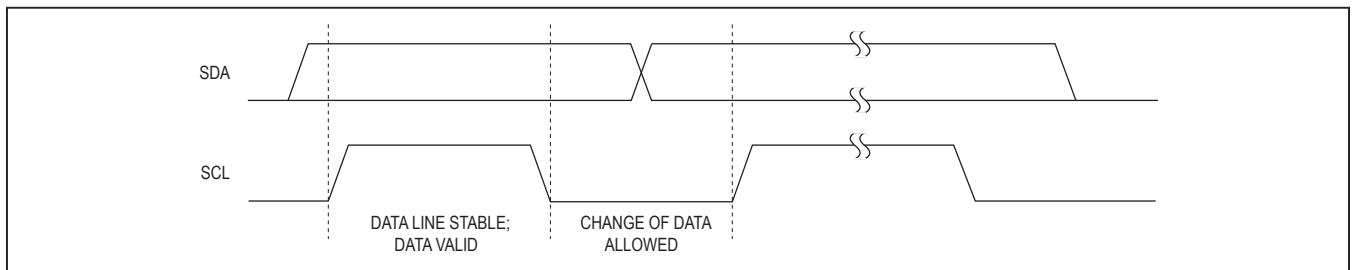 SDA
SCL
DATA LINE STABLE;
DATA VALID
CHANGE OF DATA
ALLOWED